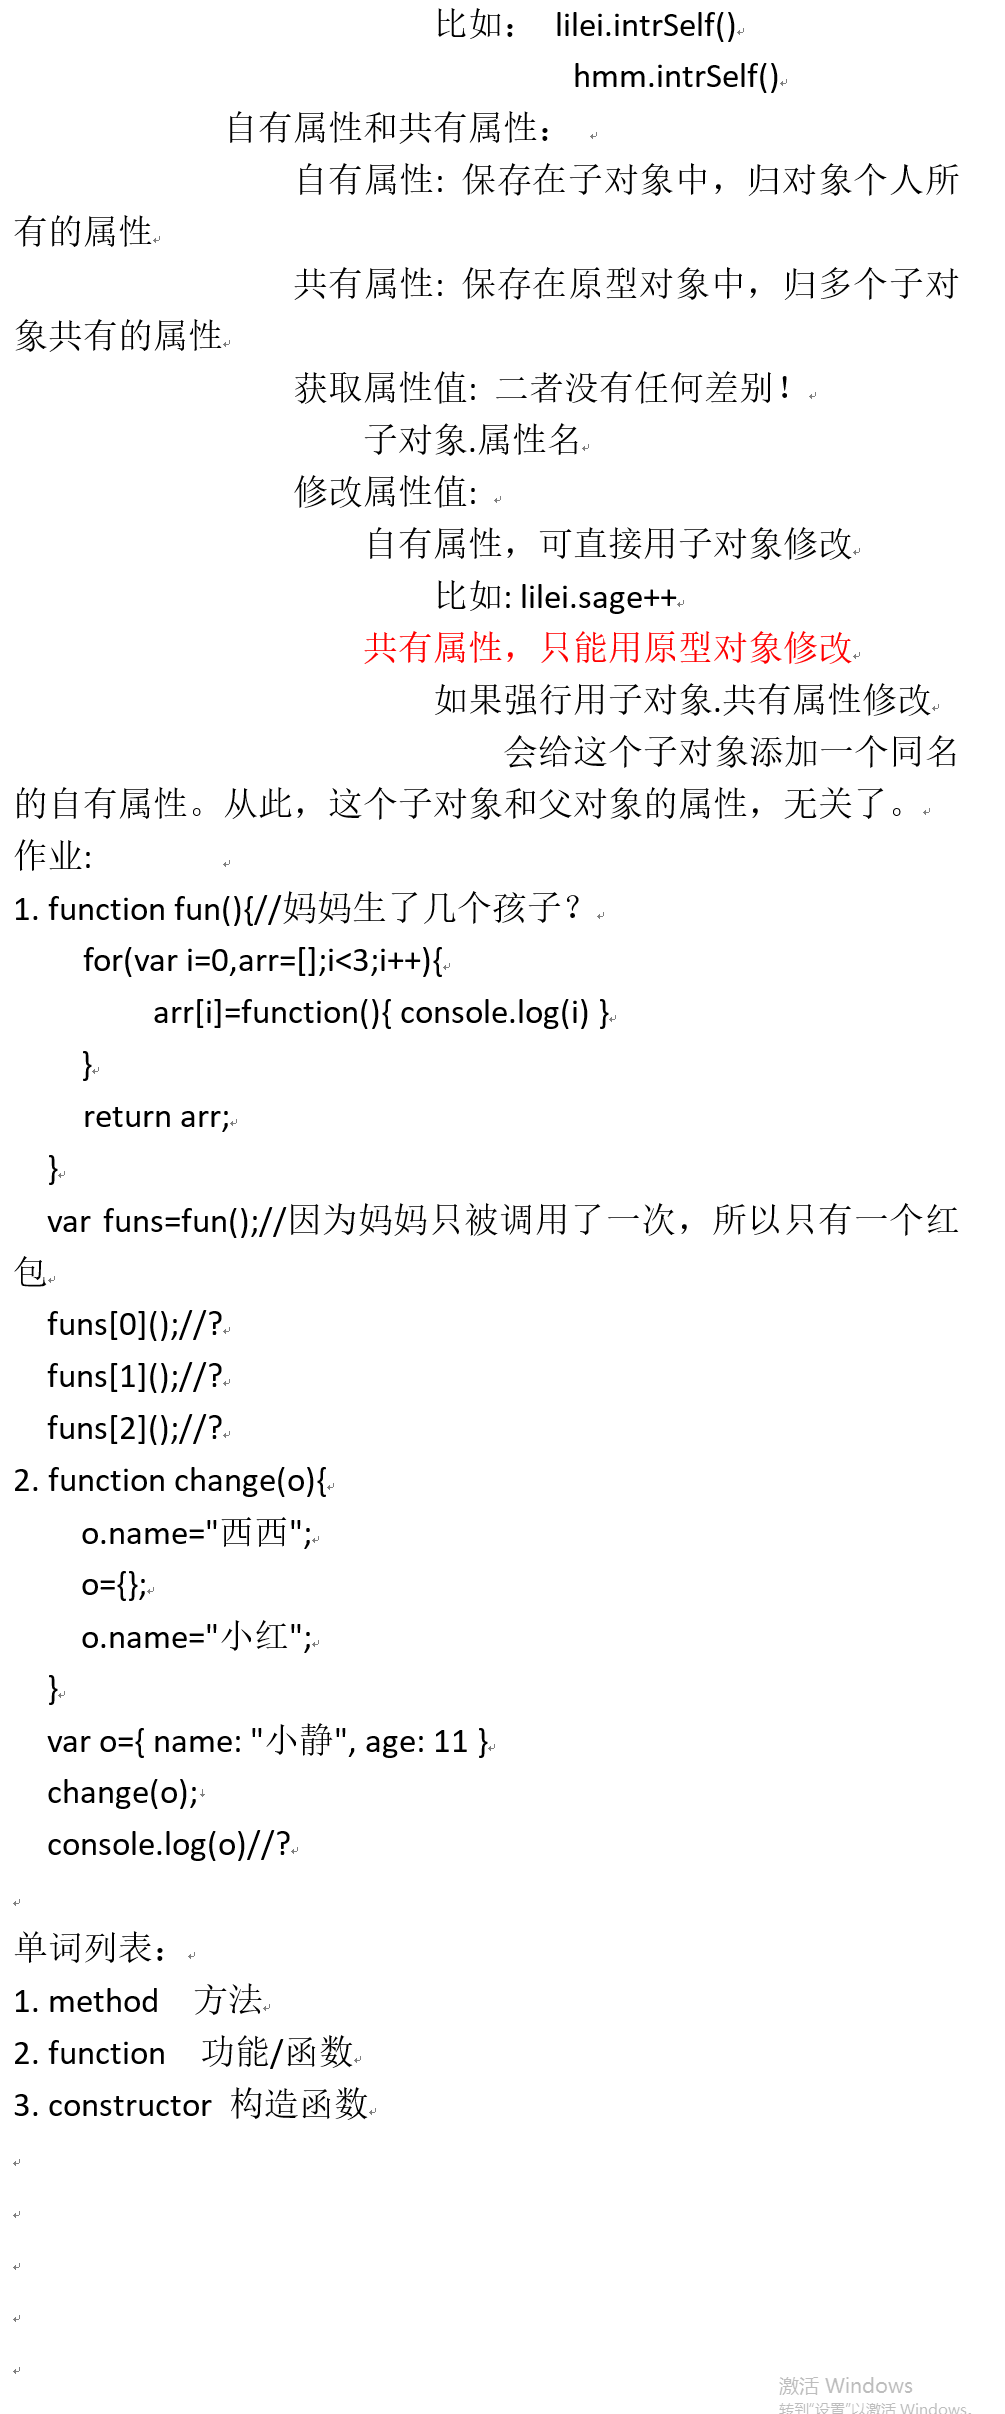 比如： lilei.intrSelf()
hmm.intrSelf()
自有属性和共有属性：
自有属性: 保存在子对象中，归对象个人所
有的属性
共有属性: 保存在原型对象中，归多个子对
象共有的属性
获取属性值: 二者没有任何差别！
子对象.属性名
修改属性值:
自有属性，可直接用子对象修改
比如: lilei.sage++
共有属性，只能用原型对象修改
如果强行用子对象.共有属性修改
会给这个子对象添加一个同名
的自有属性。从此，这个子对象和父对象的属性，无关了。
作业:
1. function fun(){//妈妈生了几个孩子？
for(var i=0,arr=[];i<3;i++){
arr[i]=function(){ console.log(i) }
}
return arr;
}
var funs=fun();//因为妈妈只被调用了一次，所以只有一个红
包
funs[0]();//?
funs[1]();//?
funs[2]();//?
2. function change(o){
o.name="西西";
o={};
o.name="小红";
}
var o={ name: "小静", age: 11 }
change(o);
console.log(o)//?
单词列表：
1. method 方法
2. function 功能/函数
3. constructor 构造函数
激活 Windows
转到"设置"以激活 Windows。